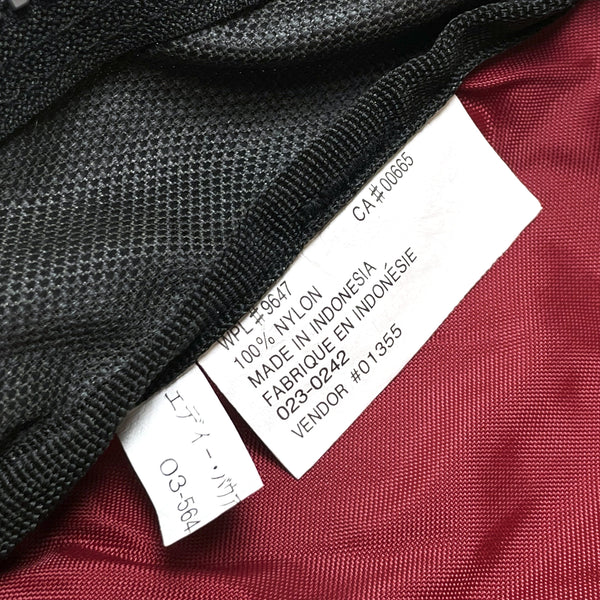 CA#00665
WPL#9647
100% NYLON
MADE IN INDONESIA
FABRIQUE EN INDONÉSIE
023-0242
VENDOR #01355
エディー・バウア
03-564